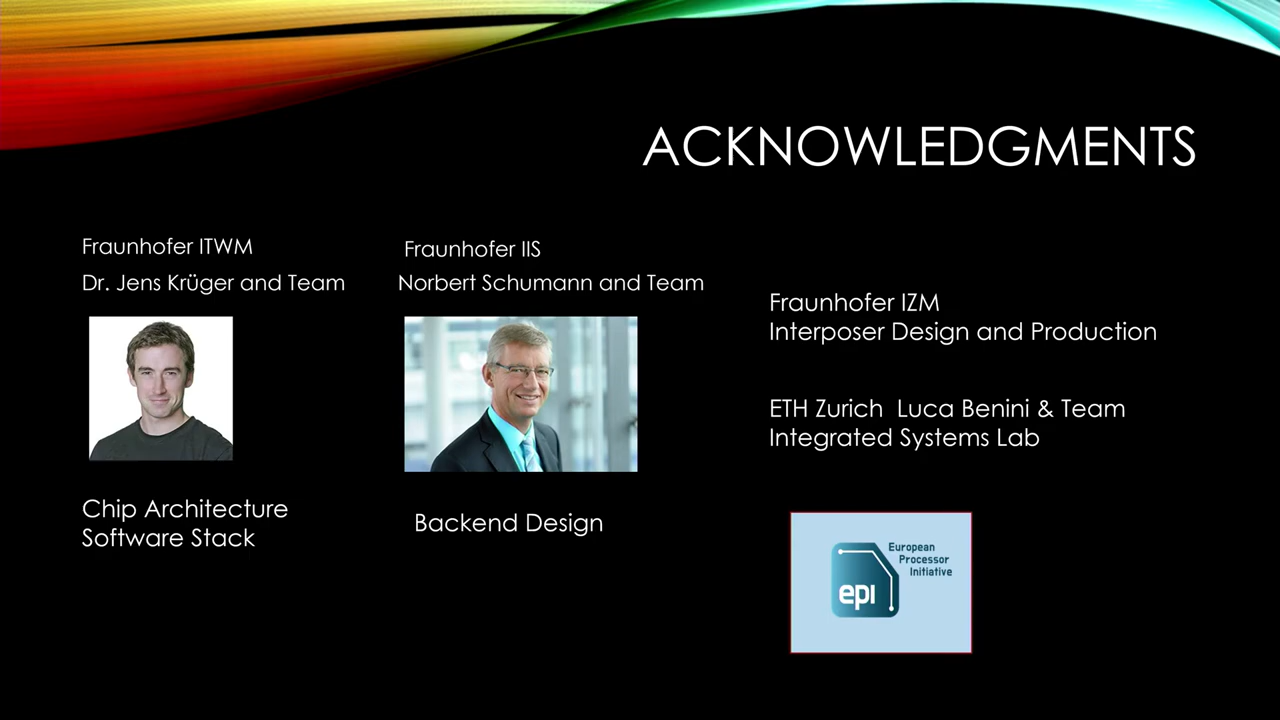 ACKNOWLEDGMENTS
Fraunhofer ITWM
Dr. Jens Krüger and Team
Chip Architecture
Software Stack
Fraunhofer IIS
Norbert Schumann and Team
Backend Design
Fraunhofer IZM
Interposer Design and Production
ETH Zurich  Luca Benini & Team
Integrated Systems Lab
European
Processor
Initiative
epi